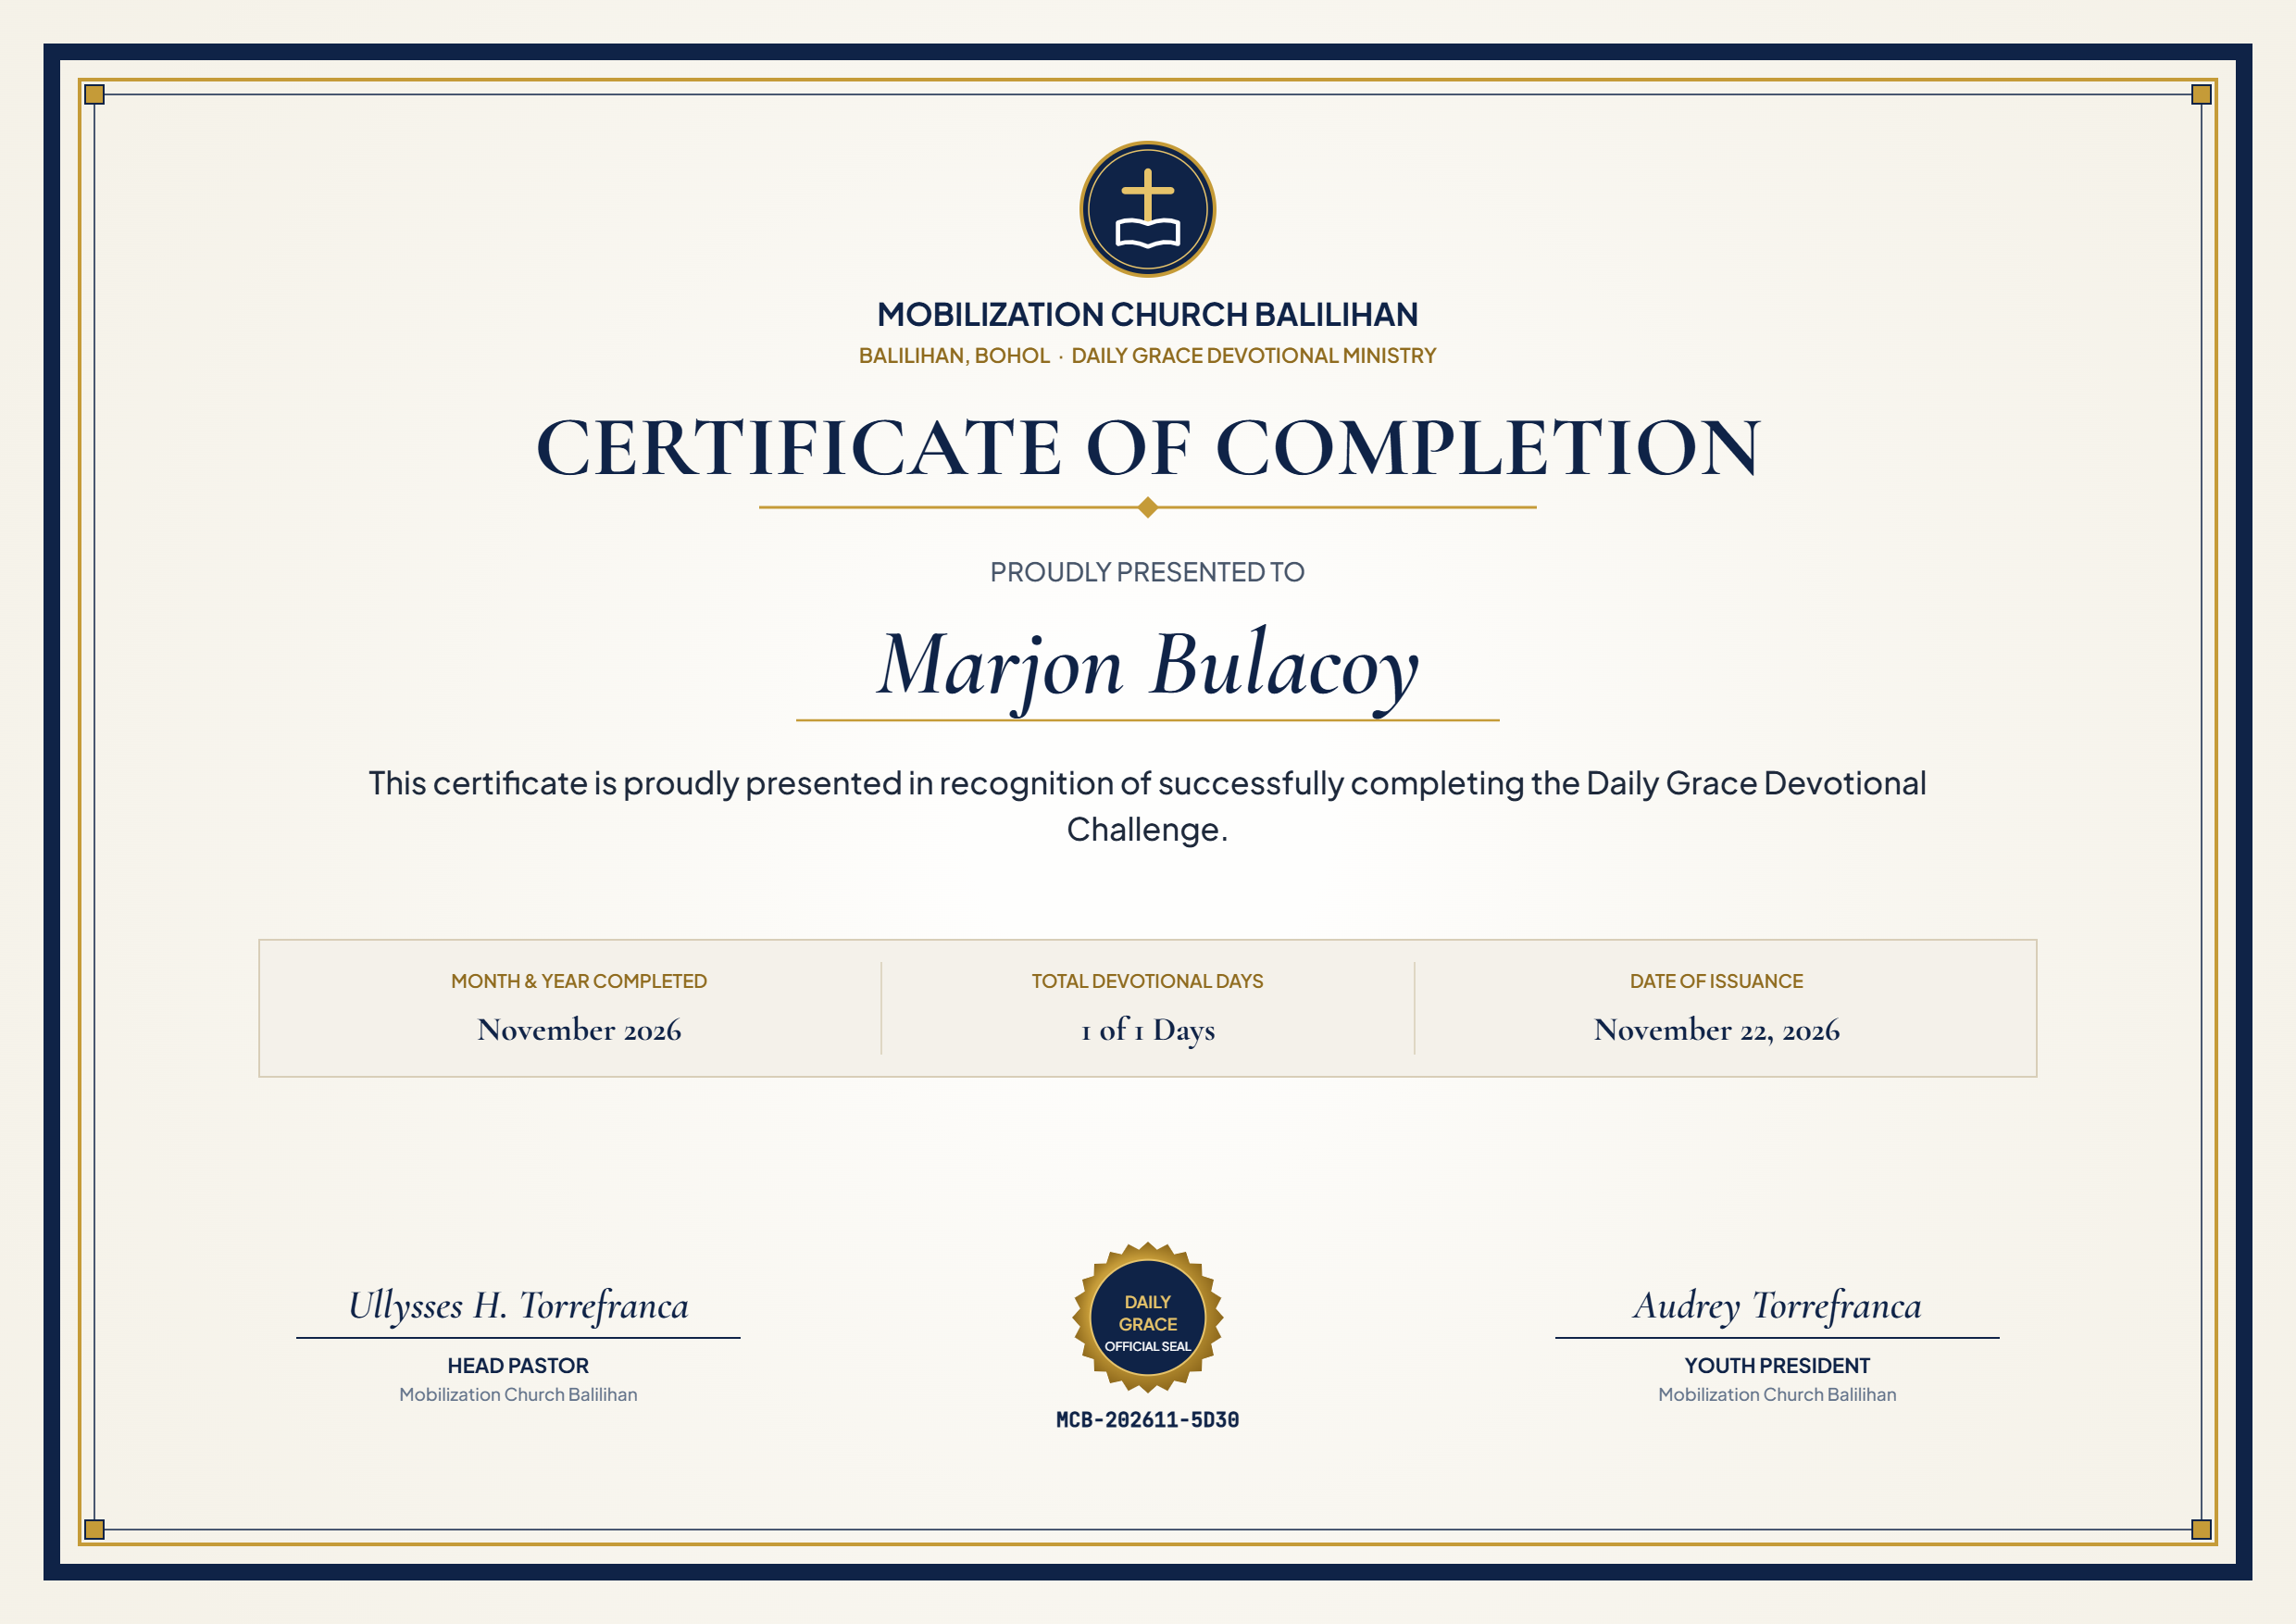 MOBILIZATION CHURCH BALILIHAN
BALILIHAN, BOHOL · DAILY GRACE DEVOTIONAL MINISTRY
CERTIFICATE OF COMPLETION
PROUDLY PRESENTED TO
Marjon Bulacoy
This certificate is proudly presented in recognition of successfully completing the Daily Grace Devotional
Challenge.
MONTH & YEAR COMPLETED
November 2026
TOTAL DEVOTIONAL DAYS
1 of 1 Days
DATE OF ISSUANCE
November 22, 2026
Ullysses H. Torrefranca
HEAD PASTOR
Mobilization Church Balilihan
DAILY
GRACE
OFFICIAL SEAL
MCB-202611-5D30
Audrey Torrefranca
YOUTH PRESIDENT
Mobilization Church Balilihan